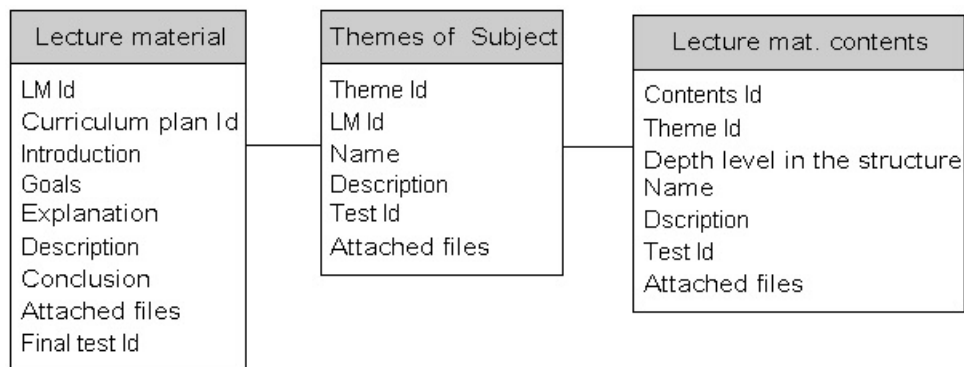 Lecture material
LM Id
Curriculum plan Id
Introduction
Goals
Explanation
Description
Conclusion
Attached files
Final test Id
Themes of Subject
Theme Id
LM Id
Name
Description
Test Id
Attached files
Lecture mat. contents
Contents Id
Theme Id
Depth level in the structure
Name
Dscription
Test Id
Attached files